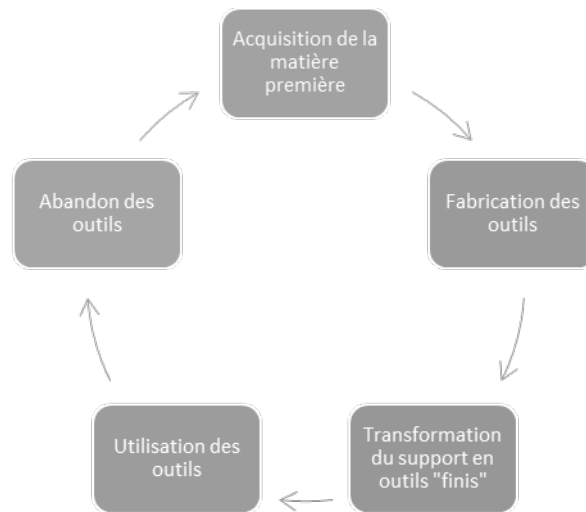 Acquisition de la
matière
première
Fabrication des
outils
Transformation
du support en
outils "finis"
Utilisation des
outils
Abandon des
outils